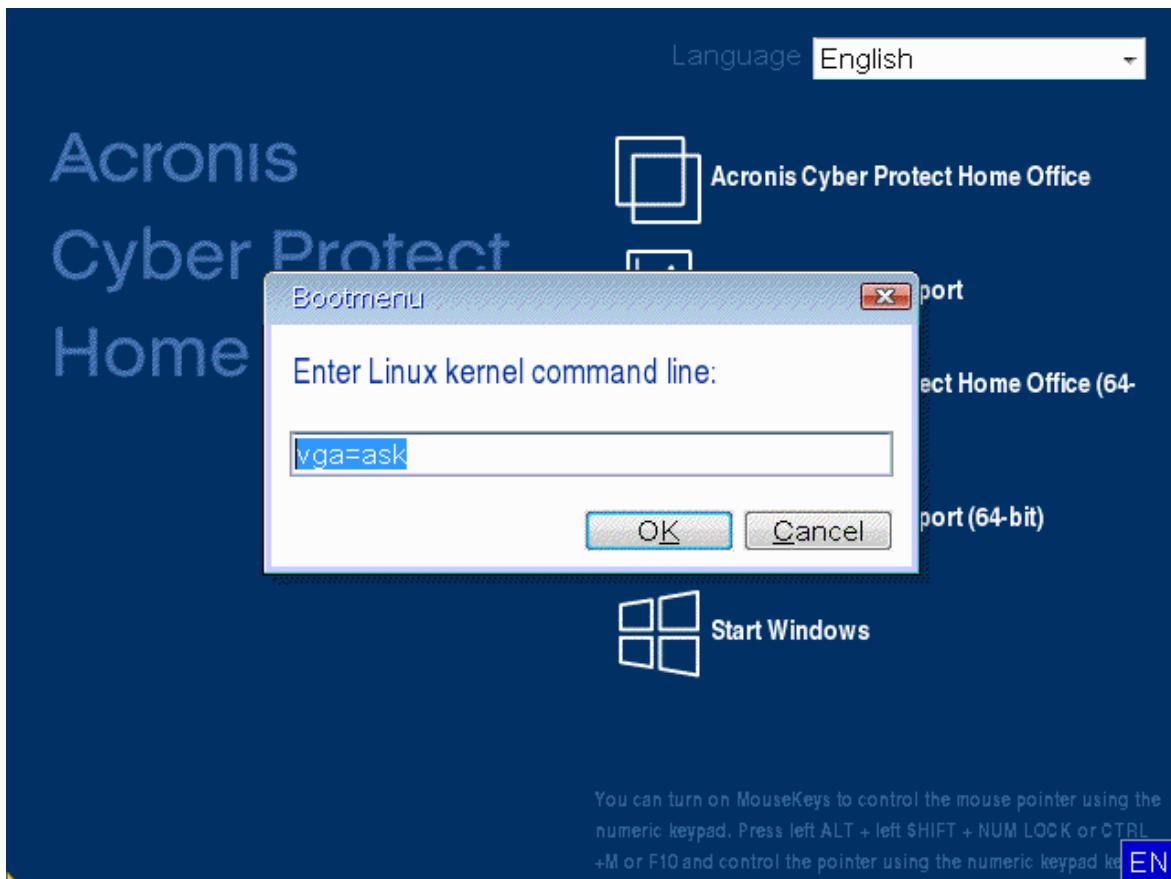 Language English
Acronis
Cyber Protect
Home
Acronis Cyber Protect Home Office
port
ect Home Office (64-
port (64-bit)
Start Windows
Bootmenu
Enter Linux kernel command line:
vga=ask
OK Cancel
You can turn on MouseKeys to control the mouse pointer using the
numeric keypad. Press left ALT + left SHIFT + NUM LOCK or CTRL
+M or F10 and control the pointer using the numeric keypad
EN